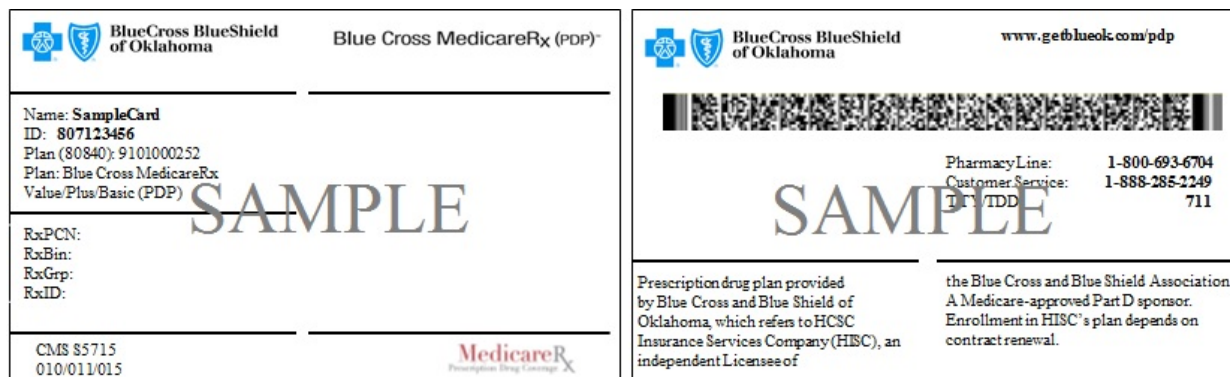 BlueCross BlueShield
of Oklahoma
Blue Cross MedicareRx (PDP)
Name: SampleCard
ID: 807123456
Plan (80840): 9101000252
Plan: Blue Cross MedicareRx
Value/Plus/Basic (PDP)
SAMPLE
RxPCN:
RxBin:
RxGrp:
RxID:
CMS S5715
010/011/015
MedicareRx
Prescription Drug Coverage
BlueCross BlueShield
of Oklahoma
www.getblueok.com/pdp
Pharmacy Line: 1-800-693-6704
Customer Service: 1-888-285-2249
TTY/TDD 711
SAMPLE
Prescription drug plan provided
by Blue Cross and Blue Shield of
Oklahoma, which refers to HCSC
Insurance Services Company (HISC), an
independent Licensee of
the Blue Cross and Blue Shield Association
A Medicare-approved Part D sponsor.
Enrollment in HISC's plan depends on
contract renewal.